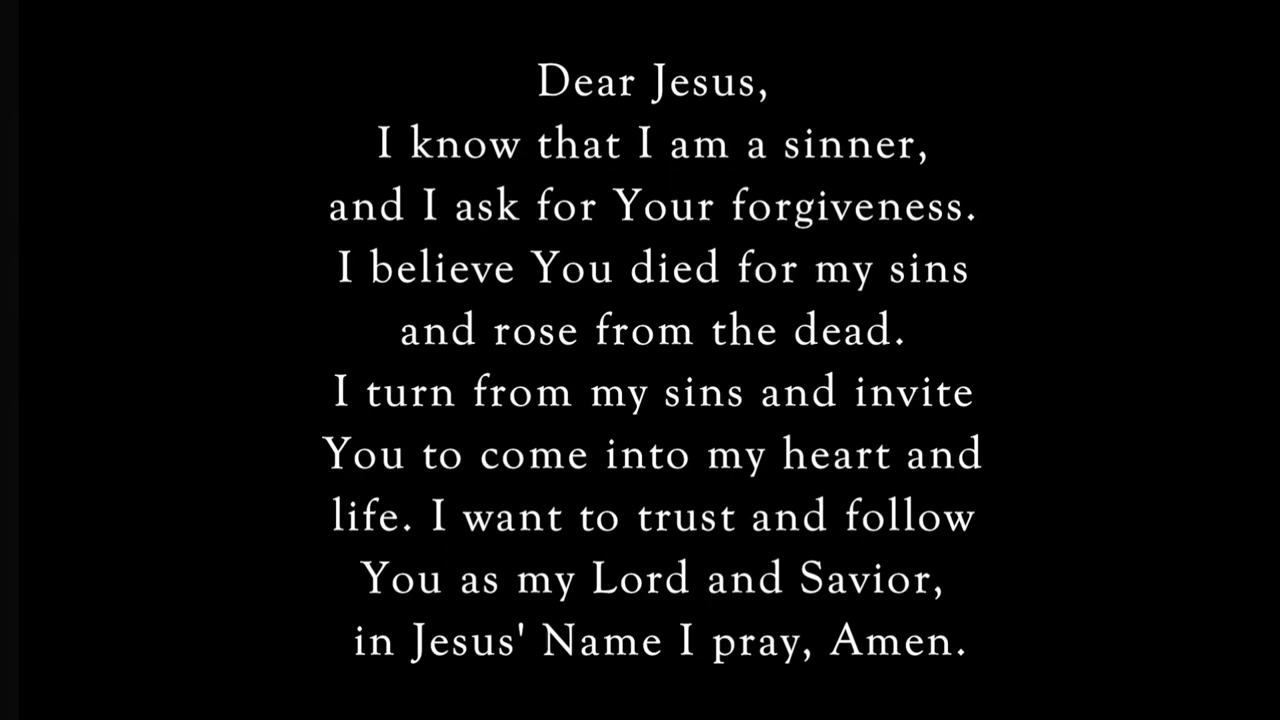 Dear Jesus,
I know that I am a sinner,
and I ask for Your forgiveness.
I believe You died for my sins
and rose from the dead.
I turn from my sins and invite
You to come into my heart and
life. I want to trust and follow
You as my Lord and Savior,
in Jesus' Name I pray, Amen.